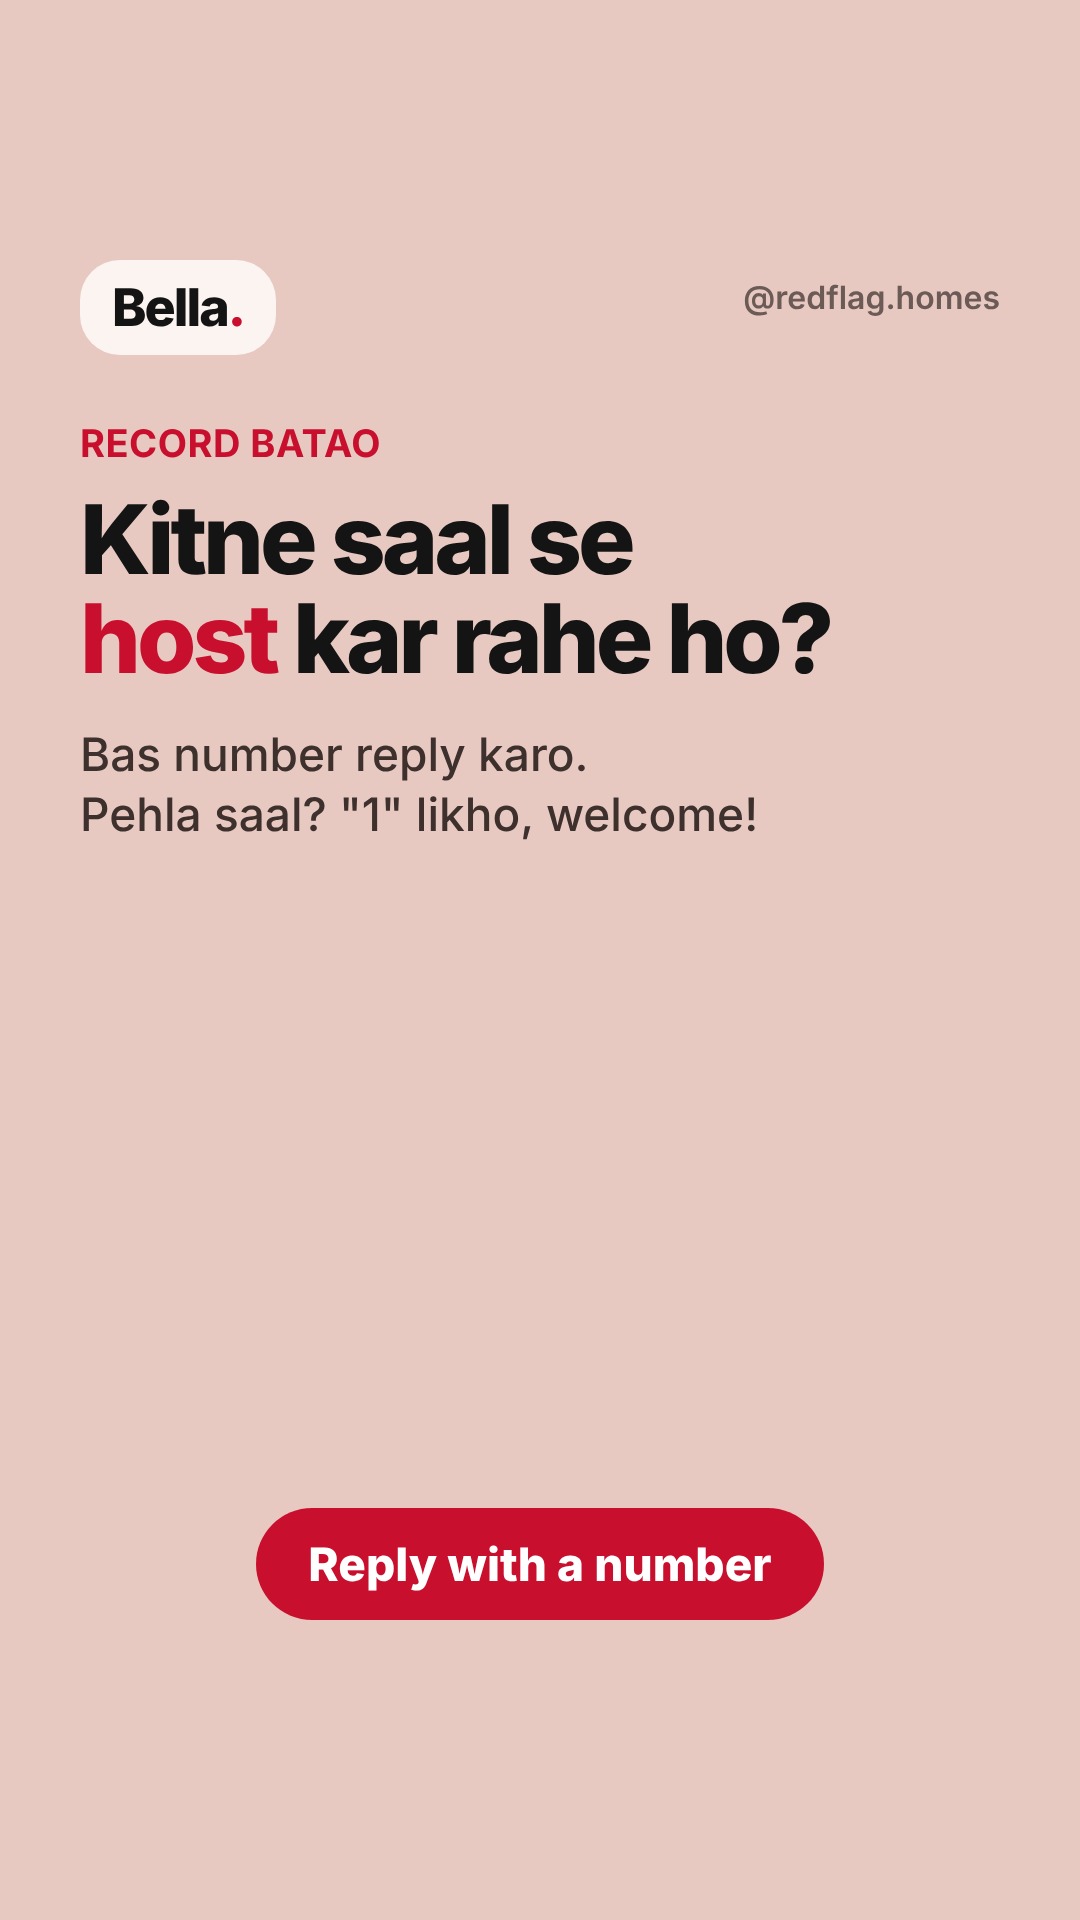 Bella.
@redflag.homes
RECORD BATAO
Kitne saal se
host kar rahe ho?
Bas number reply karo.
Pehla saal? "1" likho, welcome!
Reply with a number